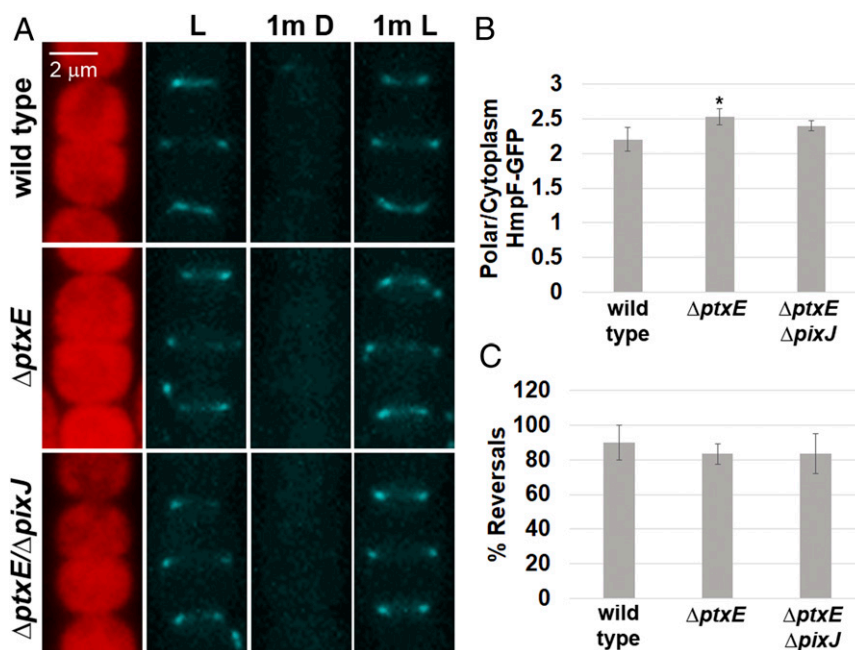 A
L
1m D
1m L
2 μm
wild type
ΔptxE
ΔptxE/ΔpixJ
B
Polar/Cytoplasm
HmpF-GFP
3
2.5
2
1.5
1
0.5
0
*
wild
type
ΔptxE
ΔptxE
ΔpixJ
C
% Reversals
120
100
80
60
40
20
0
wild
type
ΔptxE
ΔptxE
ΔpixJ